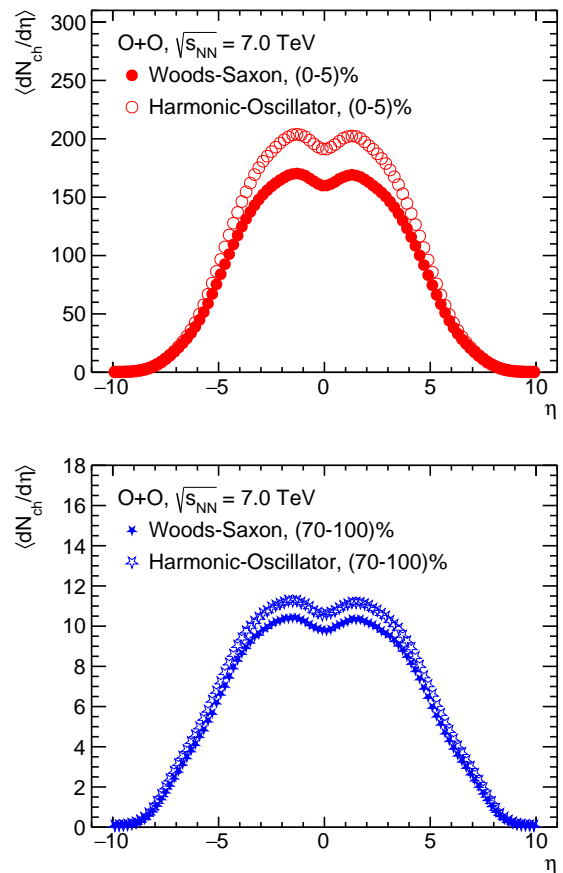 ⟨dN_ch/dη⟩
300
250
200
150
100
50
0
O+O, √s_NN = 7.0 TeV
Woods-Saxon, (0-5)%
Harmonic-Oscillator, (0-5)%
−10 −5 0 5 10
η
⟨dN_ch/dη⟩
18
16
14
12
10
8
6
4
2
0
O+O, √s_NN = 7.0 TeV
Woods-Saxon, (70-100)%
Harmonic-Oscillator, (70-100)%
−10 −5 0 5 10
η